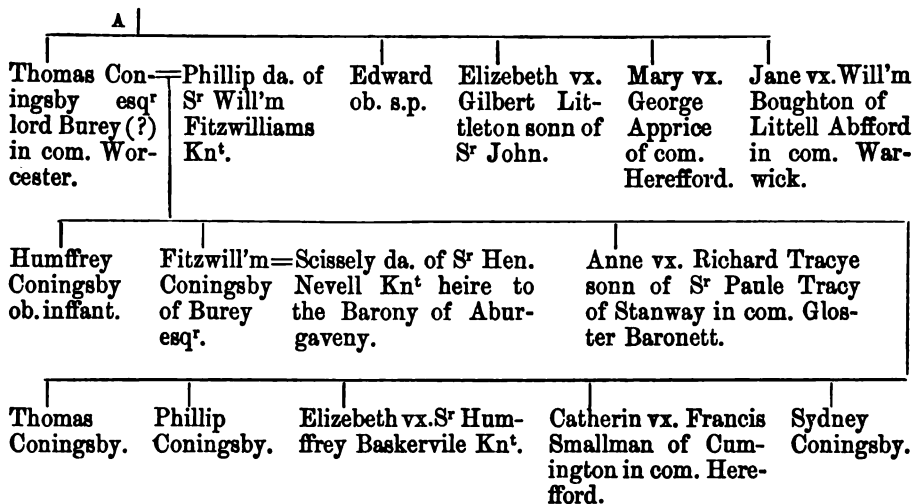 A
Thomas Con-
ingsby esqr
lord Burey (?)
in com. Wor-
cester.
=Phillip da. of
Sr Will'm
Fitzwilliams
Knt.
Edward
ob. s.p.
Elizebeth vx.
Gilbert Lit-
tleton sonn of
Sr John.
Mary vx.
George
Apprice
of com.
Herefford.
Jane vx. Will'm
Boughton of
Littell Abfford
in com. War-
wick.
Humffrey
Coningsby
ob. inffant.
Fitzwill'm=
Coningsby
of Burey
esqr.
Scissely da. of Sr Hen.
Nevell Knt heire to
the Barony of Abur-
gaveny.
Anne vx. Richard Tracye
sonn of Sr Paule Tracy
of Stanway in com. Glos-
ter Baronett.
Thomas
Coningsby.
Phillip
Coningsby.
Elizebeth vx. Sr Hum-
ffrey Baskervile Knt.
Catherin vx. Francis
Smallman of Cum-
ington in com. Here-
fford.
Sydney
Coningsby.